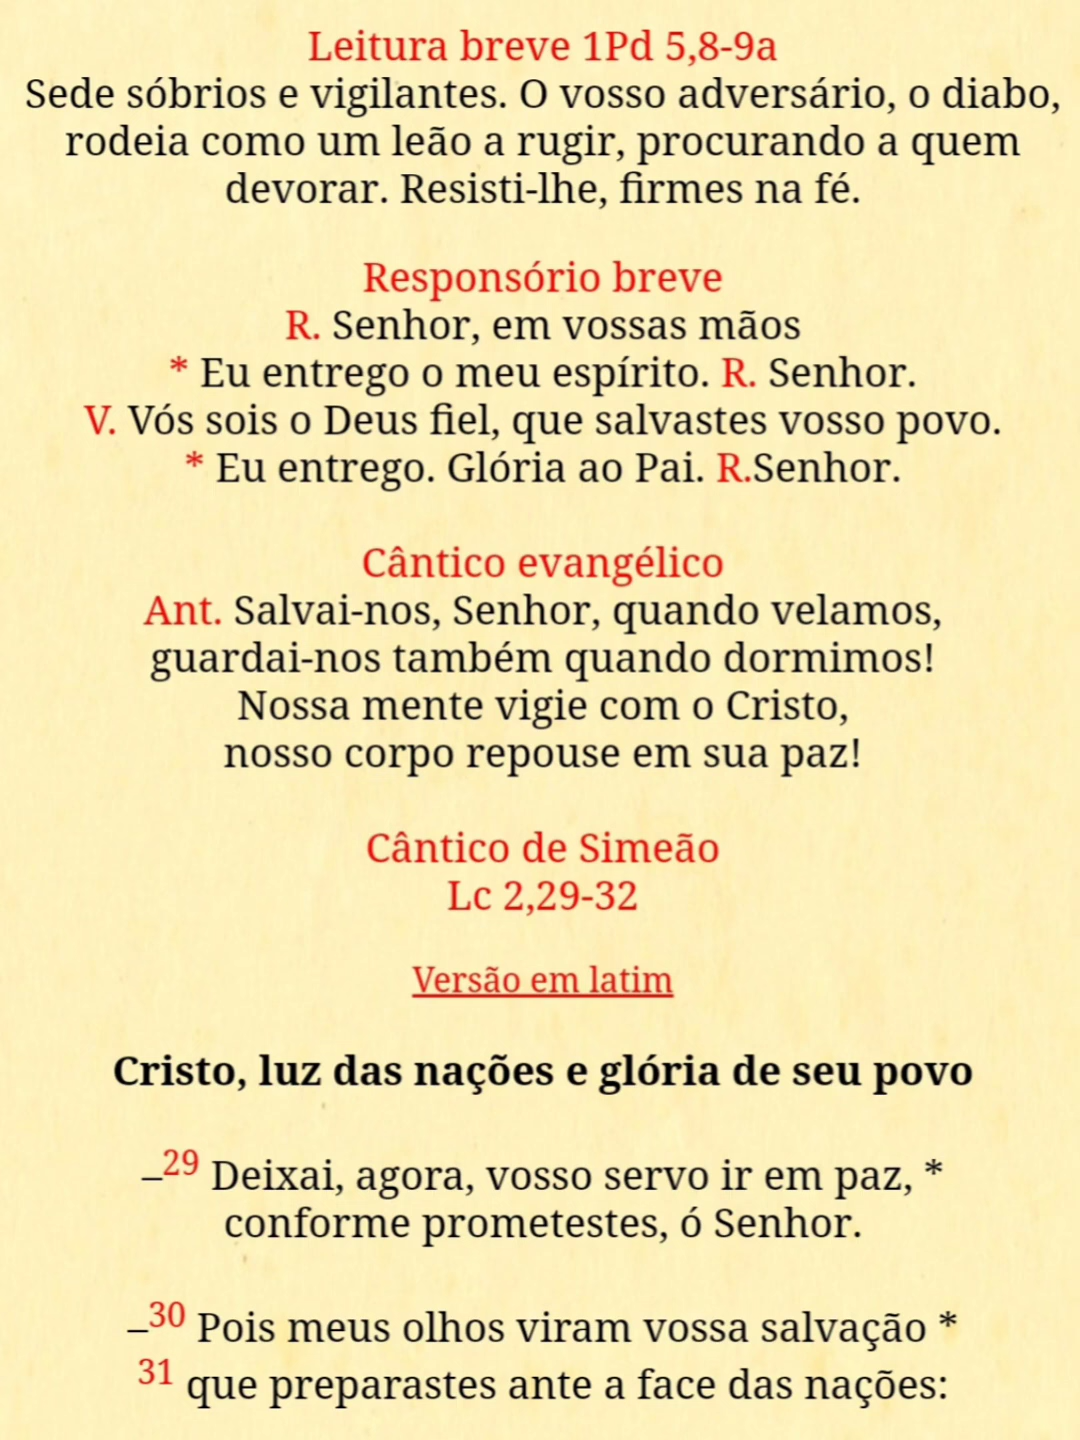 Leitura breve 1Pd 5,8-9a
Sede sóbrios e vigilantes. O vosso adversário, o diabo,
rodeia como um leão a rugir, procurando a quem
devorar. Resisti-lhe, firmes na fé.
Responsório breve
R. Senhor, em vossas mãos
* Eu entrego o meu espírito. R. Senhor.
V. Vós sois o Deus fiel, que salvastes vosso povo.
* Eu entrego. Glória ao Pai. R.Senhor.
Cântico evangélico
Ant. Salvai-nos, Senhor, quando velamos,
guardai-nos também quando dormimos!
Nossa mente vigie com o Cristo,
nosso corpo repouse em sua paz!
Cântico de Simeão
Lc 2,29-32
Versão em latim
Cristo, luz das nações e glória de seu povo
–29 Deixai, agora, vosso servo ir em paz, *
conforme prometestes, ó Senhor.
–30 Pois meus olhos viram vossa salvação *
31 que preparastes ante a face das nações: